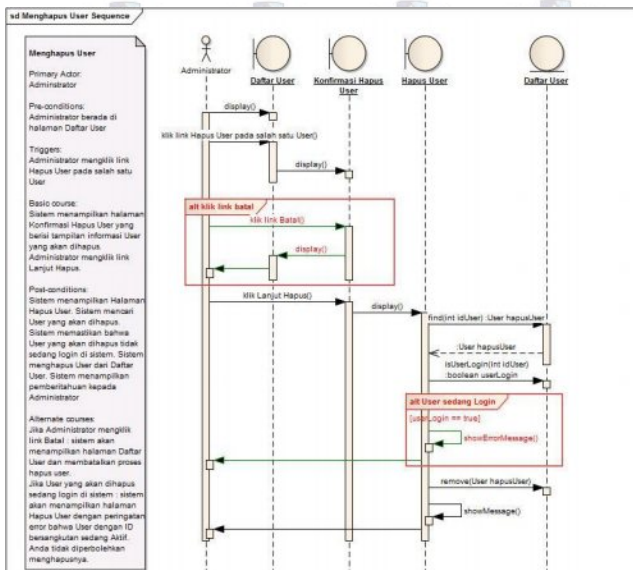 sd Menghapus User Sequence
Menghapus User
Primary Actor:
Adminstrator
Pre-conditions:
Administrator berada di
halaman Daftar User
Triggers:
Administrator mengklik link
Hapus User pada salah satu
User
Basic course:
Sistem menampilkan halaman
Konfirmasi Hapus User yang
berisi tampilan informasi User
yang akan dihapus.
Administrator mengklik link
Lanjut Hapus.
Post-conditions:
Sistem menampilkan Halaman
Hapus User. Sistem mencari
User yang akan dihapus.
Sistem memastikan bahwa
User yang akan dihapus tidak
sedang login di sistem. Sistem
menghapus User dari Daftar
User. Sistem menampilkan
pemberitahuan kepada
Administrator
Alternate courses:
Jika Administrator mengklik
link Batal : sistem akan
menampilkan halaman Daftar
User dan membatalkan proses
hapus user.
Jika User yang akan dihapus
sedang login di sistem : sistem
akan menampilkan halaman
Hapus User dengan peringatan
error bahwa User dengan ID
bersangkutan sedang Aktif.
Anda tidak diperbolehkan
menghapusnya.
Administrator
Daftar User
Konfirmasi Hapus
User
Hapus User
Daftar User
display()
klik link Hapus User pada salah satu User()
display()
alt klik link batal
klik link Batal()
display()
klik Lanjut Hapus()
display()
find(int idUser) :User hapusUser
:User hapusUser
isUserLogin(int idUser)
:boolean userLogin
alt User sedang Login
[userLogin == true]
showErrorMessage()
remove(User hapusUser)
showMessage()